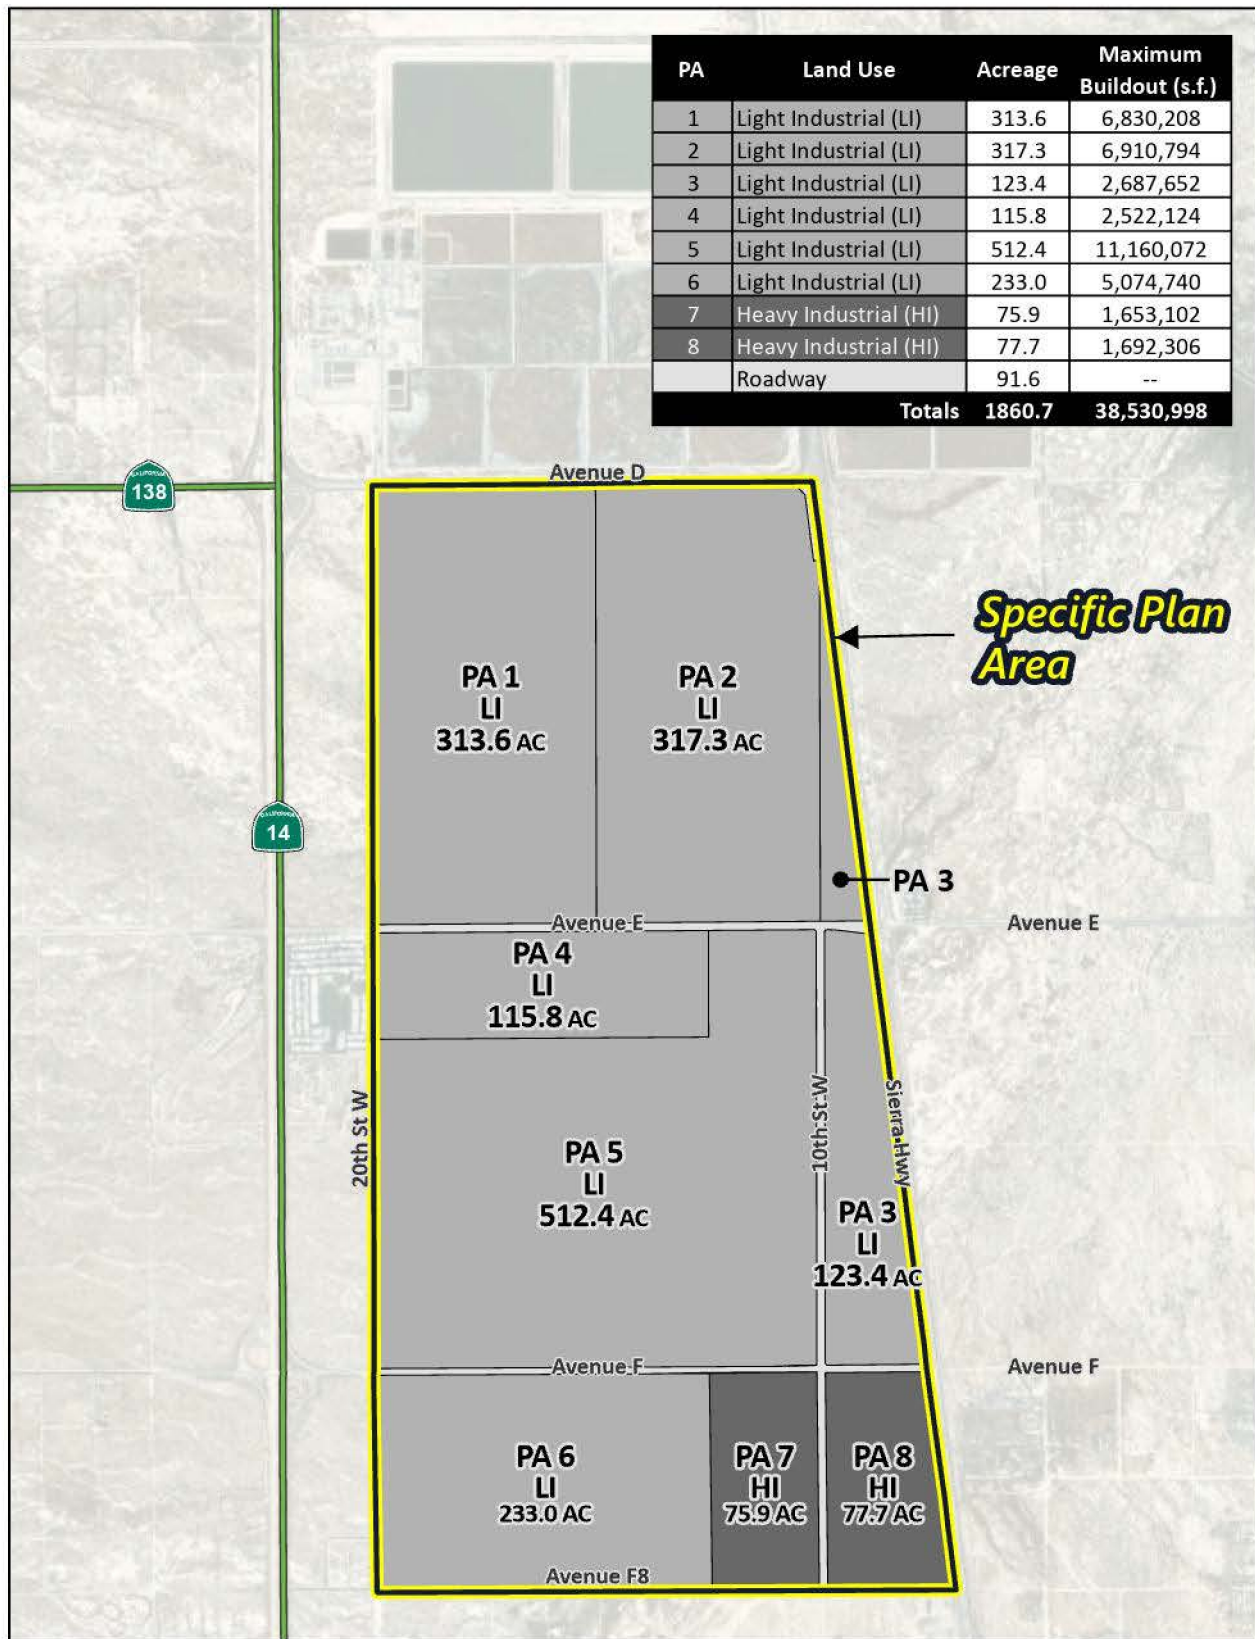 PA Land Use Acreage Maximum Buildout (s.f.)
1 Light Industrial (LI) 313.6 6,830,208
2 Light Industrial (LI) 317.3 6,910,794
3 Light Industrial (LI) 123.4 2,687,652
4 Light Industrial (LI) 115.8 2,522,124
5 Light Industrial (LI) 512.4 11,160,072
6 Light Industrial (LI) 233.0 5,074,740
7 Heavy Industrial (HI) 75.9 1,653,102
8 Heavy Industrial (HI) 77.7 1,692,306
Roadway 91.6 --
Totals 1860.7 38,530,998
Avenue D
CALIFORNIA
138
Specific Plan
Area
PA 1
LI
313.6 AC
PA 2
LI
317.3 AC
CALIFORNIA
14
PA 3
Avenue E
Avenue E
PA 4
LI
115.8 AC
20th St W
10th St W
Sierra Hwy
PA 5
LI
512.4 AC
PA 3
LI
123.4 AC
Avenue F
Avenue F
PA 6
LI
233.0 AC
PA 7
HI
75.9 AC
PA 8
HI
77.7 AC
Avenue F8